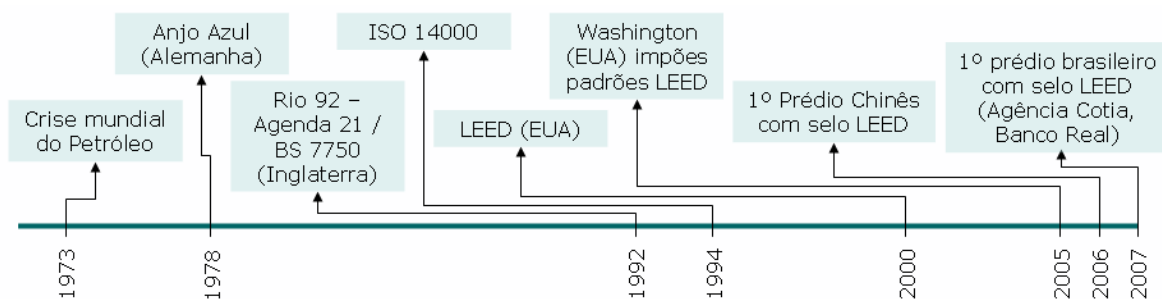 Crise mundial
do Petróleo
Anjo Azul
(Alemanha)
Rio 92 –
Agenda 21 /
BS 7750
(Inglaterra)
ISO 14000
LEED (EUA)
Washington
(EUA) impões
padrões LEED
1º Prédio Chinês
com selo LEED
1º prédio brasileiro
com selo LEED
(Agência Cotia,
Banco Real)
1973
1978
1992
1994
2000
2005
2006
2007